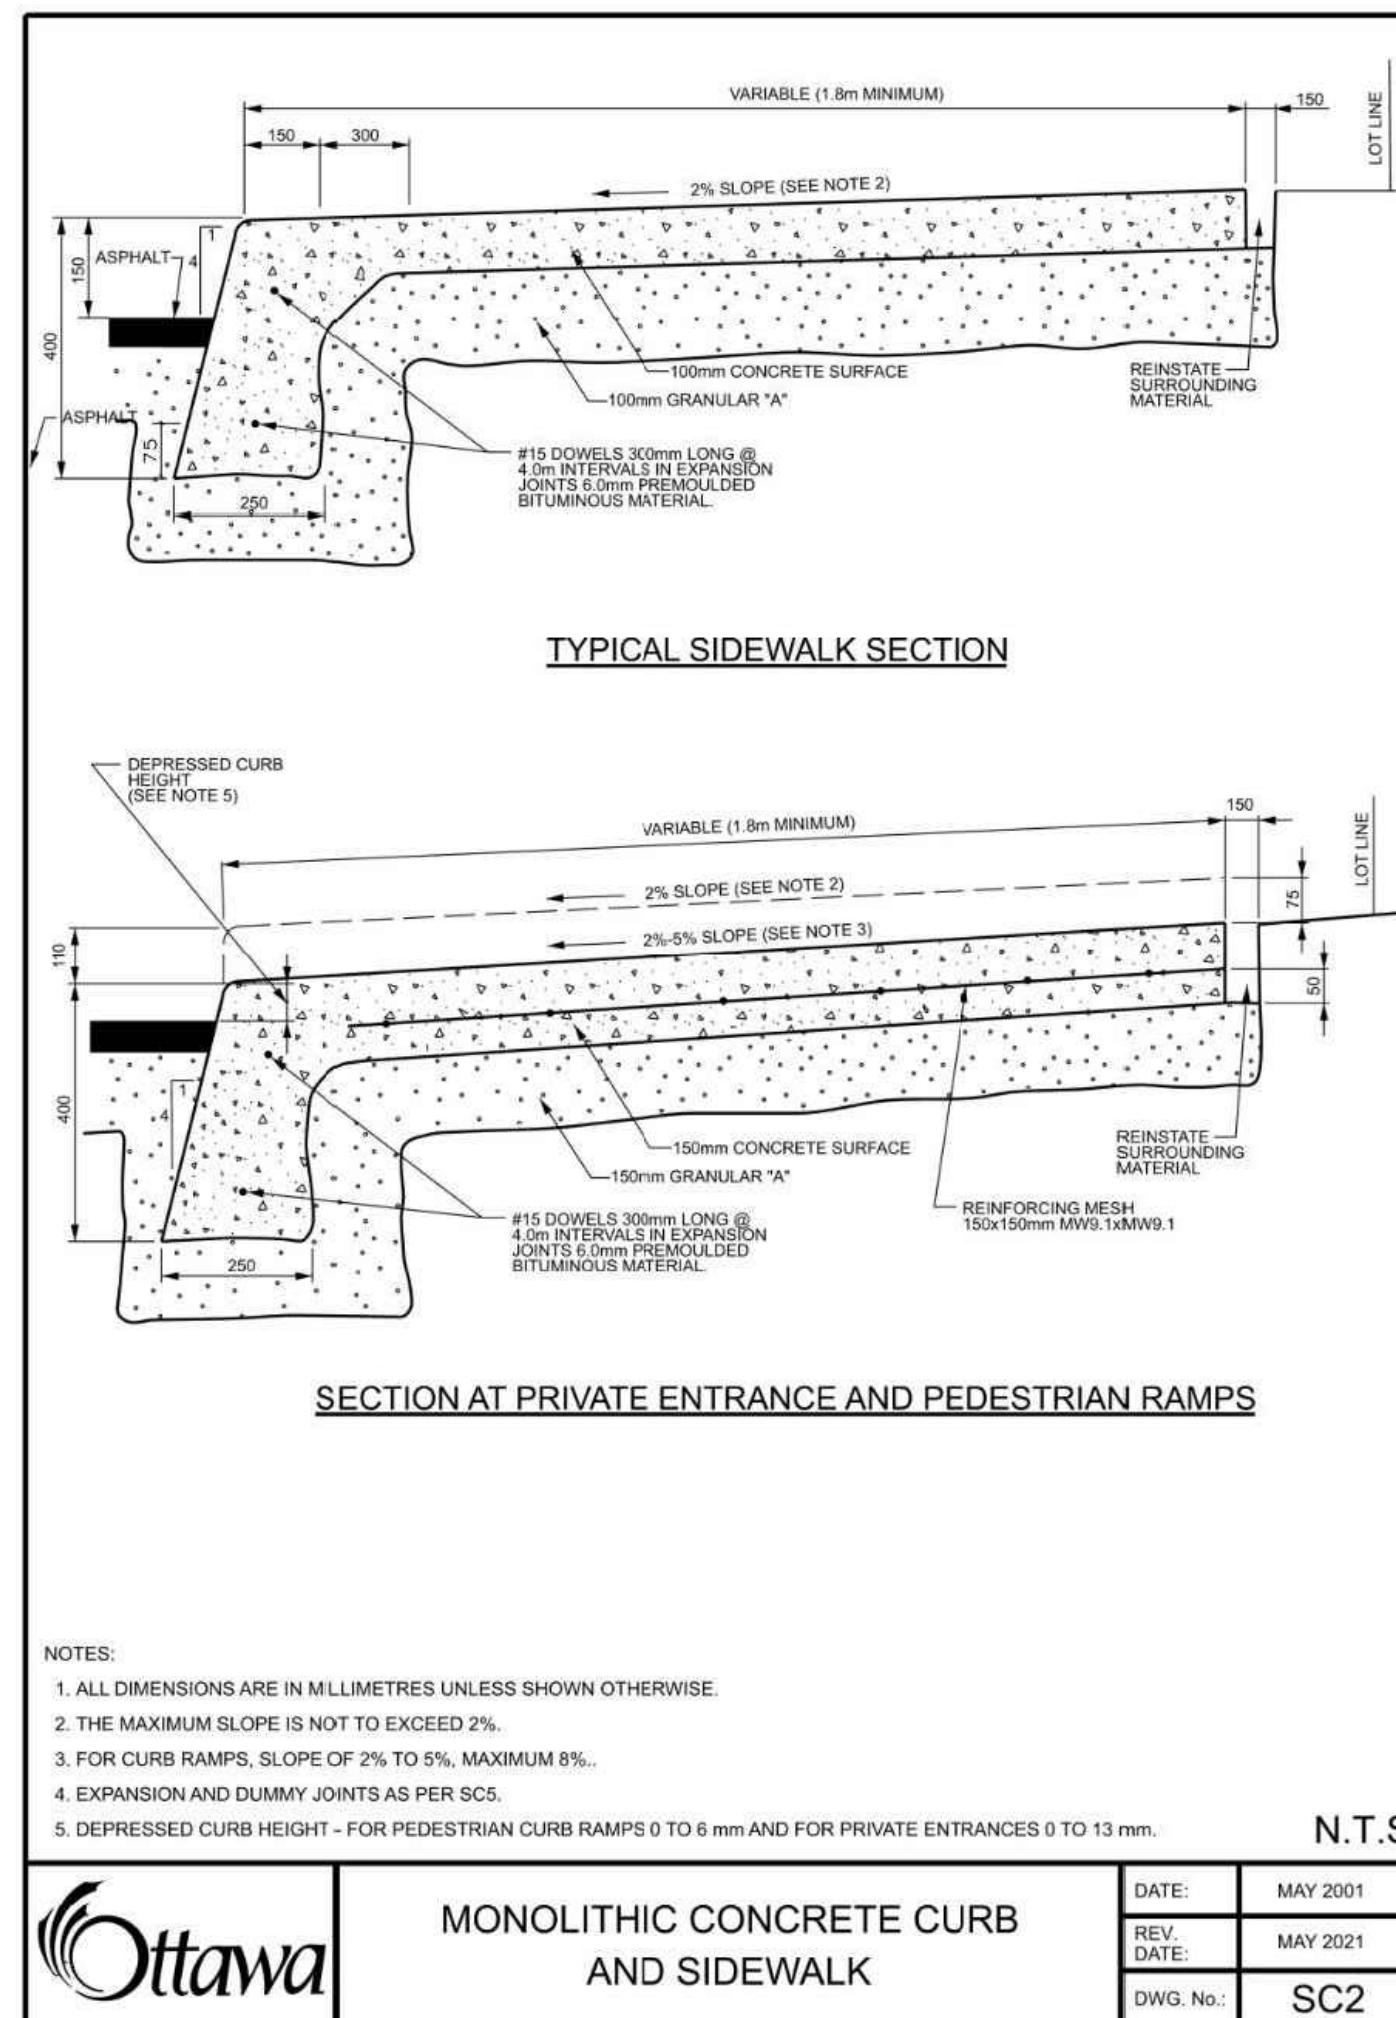 VARIABLE (1.8m MINIMUM)
150
LOT LINE
150
300
2% SLOPE (SEE NOTE 2)
1
ASPHALT
4
150
400
ASPHALT
75
250
100mm CONCRETE SURFACE
100mm GRANULAR "A"
REINSTATE
SURROUNDING
MATERIAL
#15 DOWELS 300mm LONG @
4.0m INTERVALS IN EXPANSION
JOINTS 6.0mm PREMOULDED
BITUMINOUS MATERIAL.
TYPICAL SIDEWALK SECTION
DEPRESSED CURB
HEIGHT
(SEE NOTE 5)
VARIABLE (1.8m MINIMUM)
150
LOT LINE
2% SLOPE (SEE NOTE 2)
75
2%-5% SLOPE (SEE NOTE 3)
110
50
400
1
4
150mm CONCRETE SURFACE
150mm GRANULAR "A"
REINSTATE
SURROUNDING
MATERIAL
REINFORCING MESH
150x150mm MW9.1xMW9.1
#15 DOWELS 300mm LONG @
4.0m INTERVALS IN EXPANSION
JOINTS 6.0mm PREMOULDED
BITUMINOUS MATERIAL.
250
SECTION AT PRIVATE ENTRANCE AND PEDESTRIAN RAMPS
NOTES:
1. ALL DIMENSIONS ARE IN MILLIMETRES UNLESS SHOWN OTHERWISE.
2. THE MAXIMUM SLOPE IS NOT TO EXCEED 2%.
3. FOR CURB RAMPS, SLOPE OF 2% TO 5%, MAXIMUM 8%..
4. EXPANSION AND DUMMY JOINTS AS PER SC5.
5. DEPRESSED CURB HEIGHT - FOR PEDESTRIAN CURB RAMPS 0 TO 6 mm AND FOR PRIVATE ENTRANCES 0 TO 13 mm.
N.T.S
Ottawa
MONOLITHIC CONCRETE CURB
AND SIDEWALK
DATE: MAY 2001
REV.
DATE: MAY 2021
DWG. No.: SC2